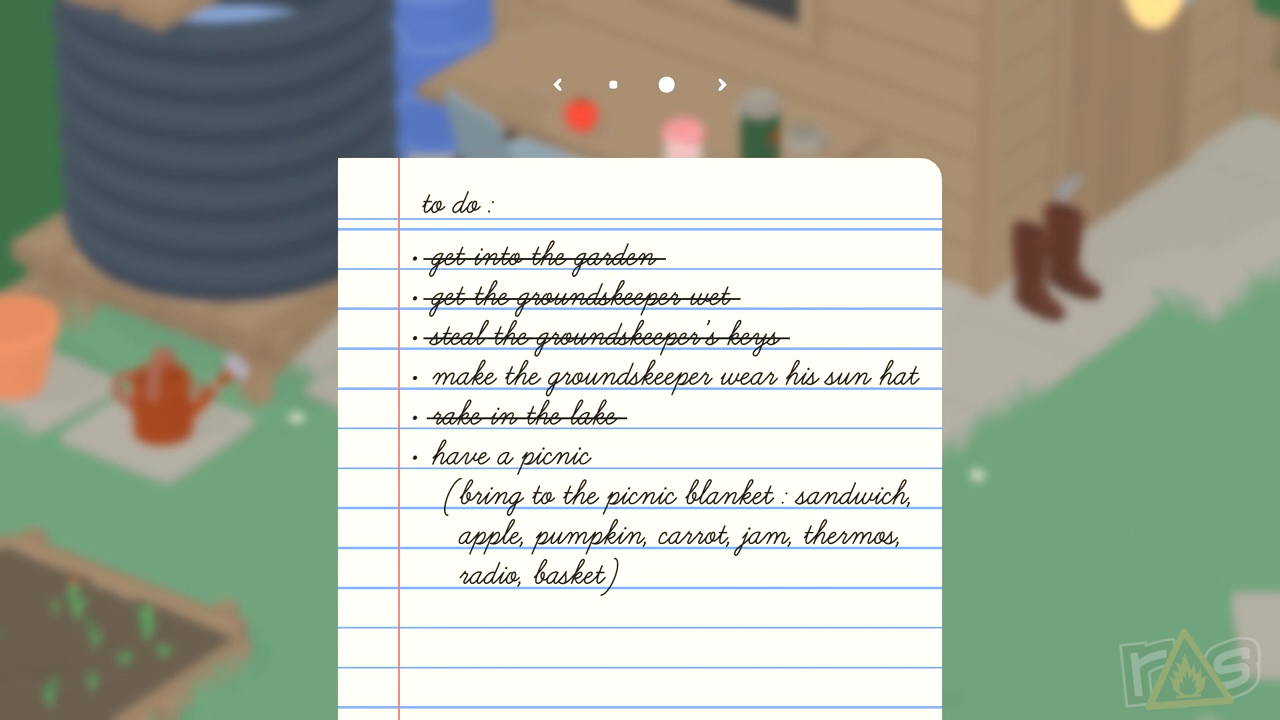 to do :
• get into the garden
• get the groundskeeper wet
• steal the groundskeeper's keys
• make the groundskeeper wear his sun hat
• rake in the lake
• have a picnic
(bring to the picnic blanket : sandwich,
apple, pumpkin, carrot, jam, thermos,
radio, basket)
ras